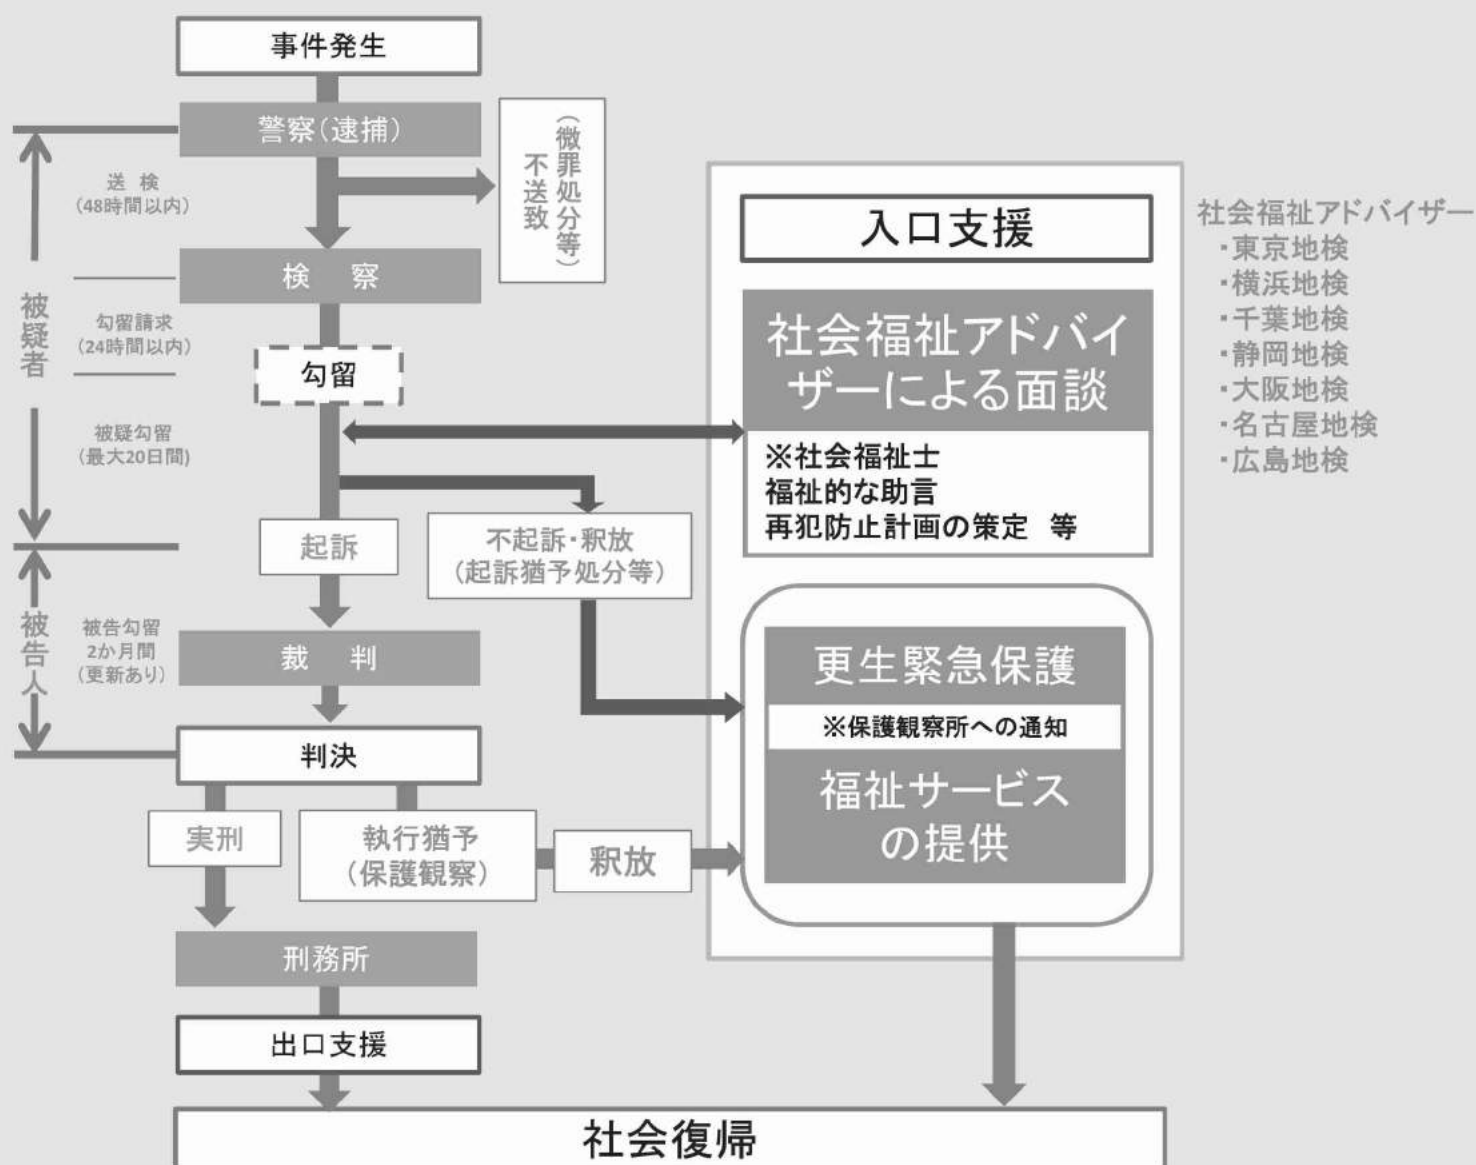 事件発生
警察(逮捕)
(微罪処分等)
不送致
送 検
(48時間以内)
検 察
被疑者
勾留請求
(24時間以内)
勾留
被疑勾留
(最大20日間)
起訴
不起訴・釈放
(起訴猶予処分等)
被告人
被告勾留
2か月間
(更新あり)
裁 判
判決
実刑
執行猶予
(保護観察)
釈放
刑務所
出口支援
入口支援
社会福祉アドバイ
ザーによる面談
※社会福祉士
福祉的な助言
再犯防止計画の策定 等
更生緊急保護
※保護観察所への通知
福祉サービス
の提供
社会福祉アドバイザー
・東京地検
・横浜地検
・千葉地検
・静岡地検
・大阪地検
・名古屋地検
・広島地検
社会復帰